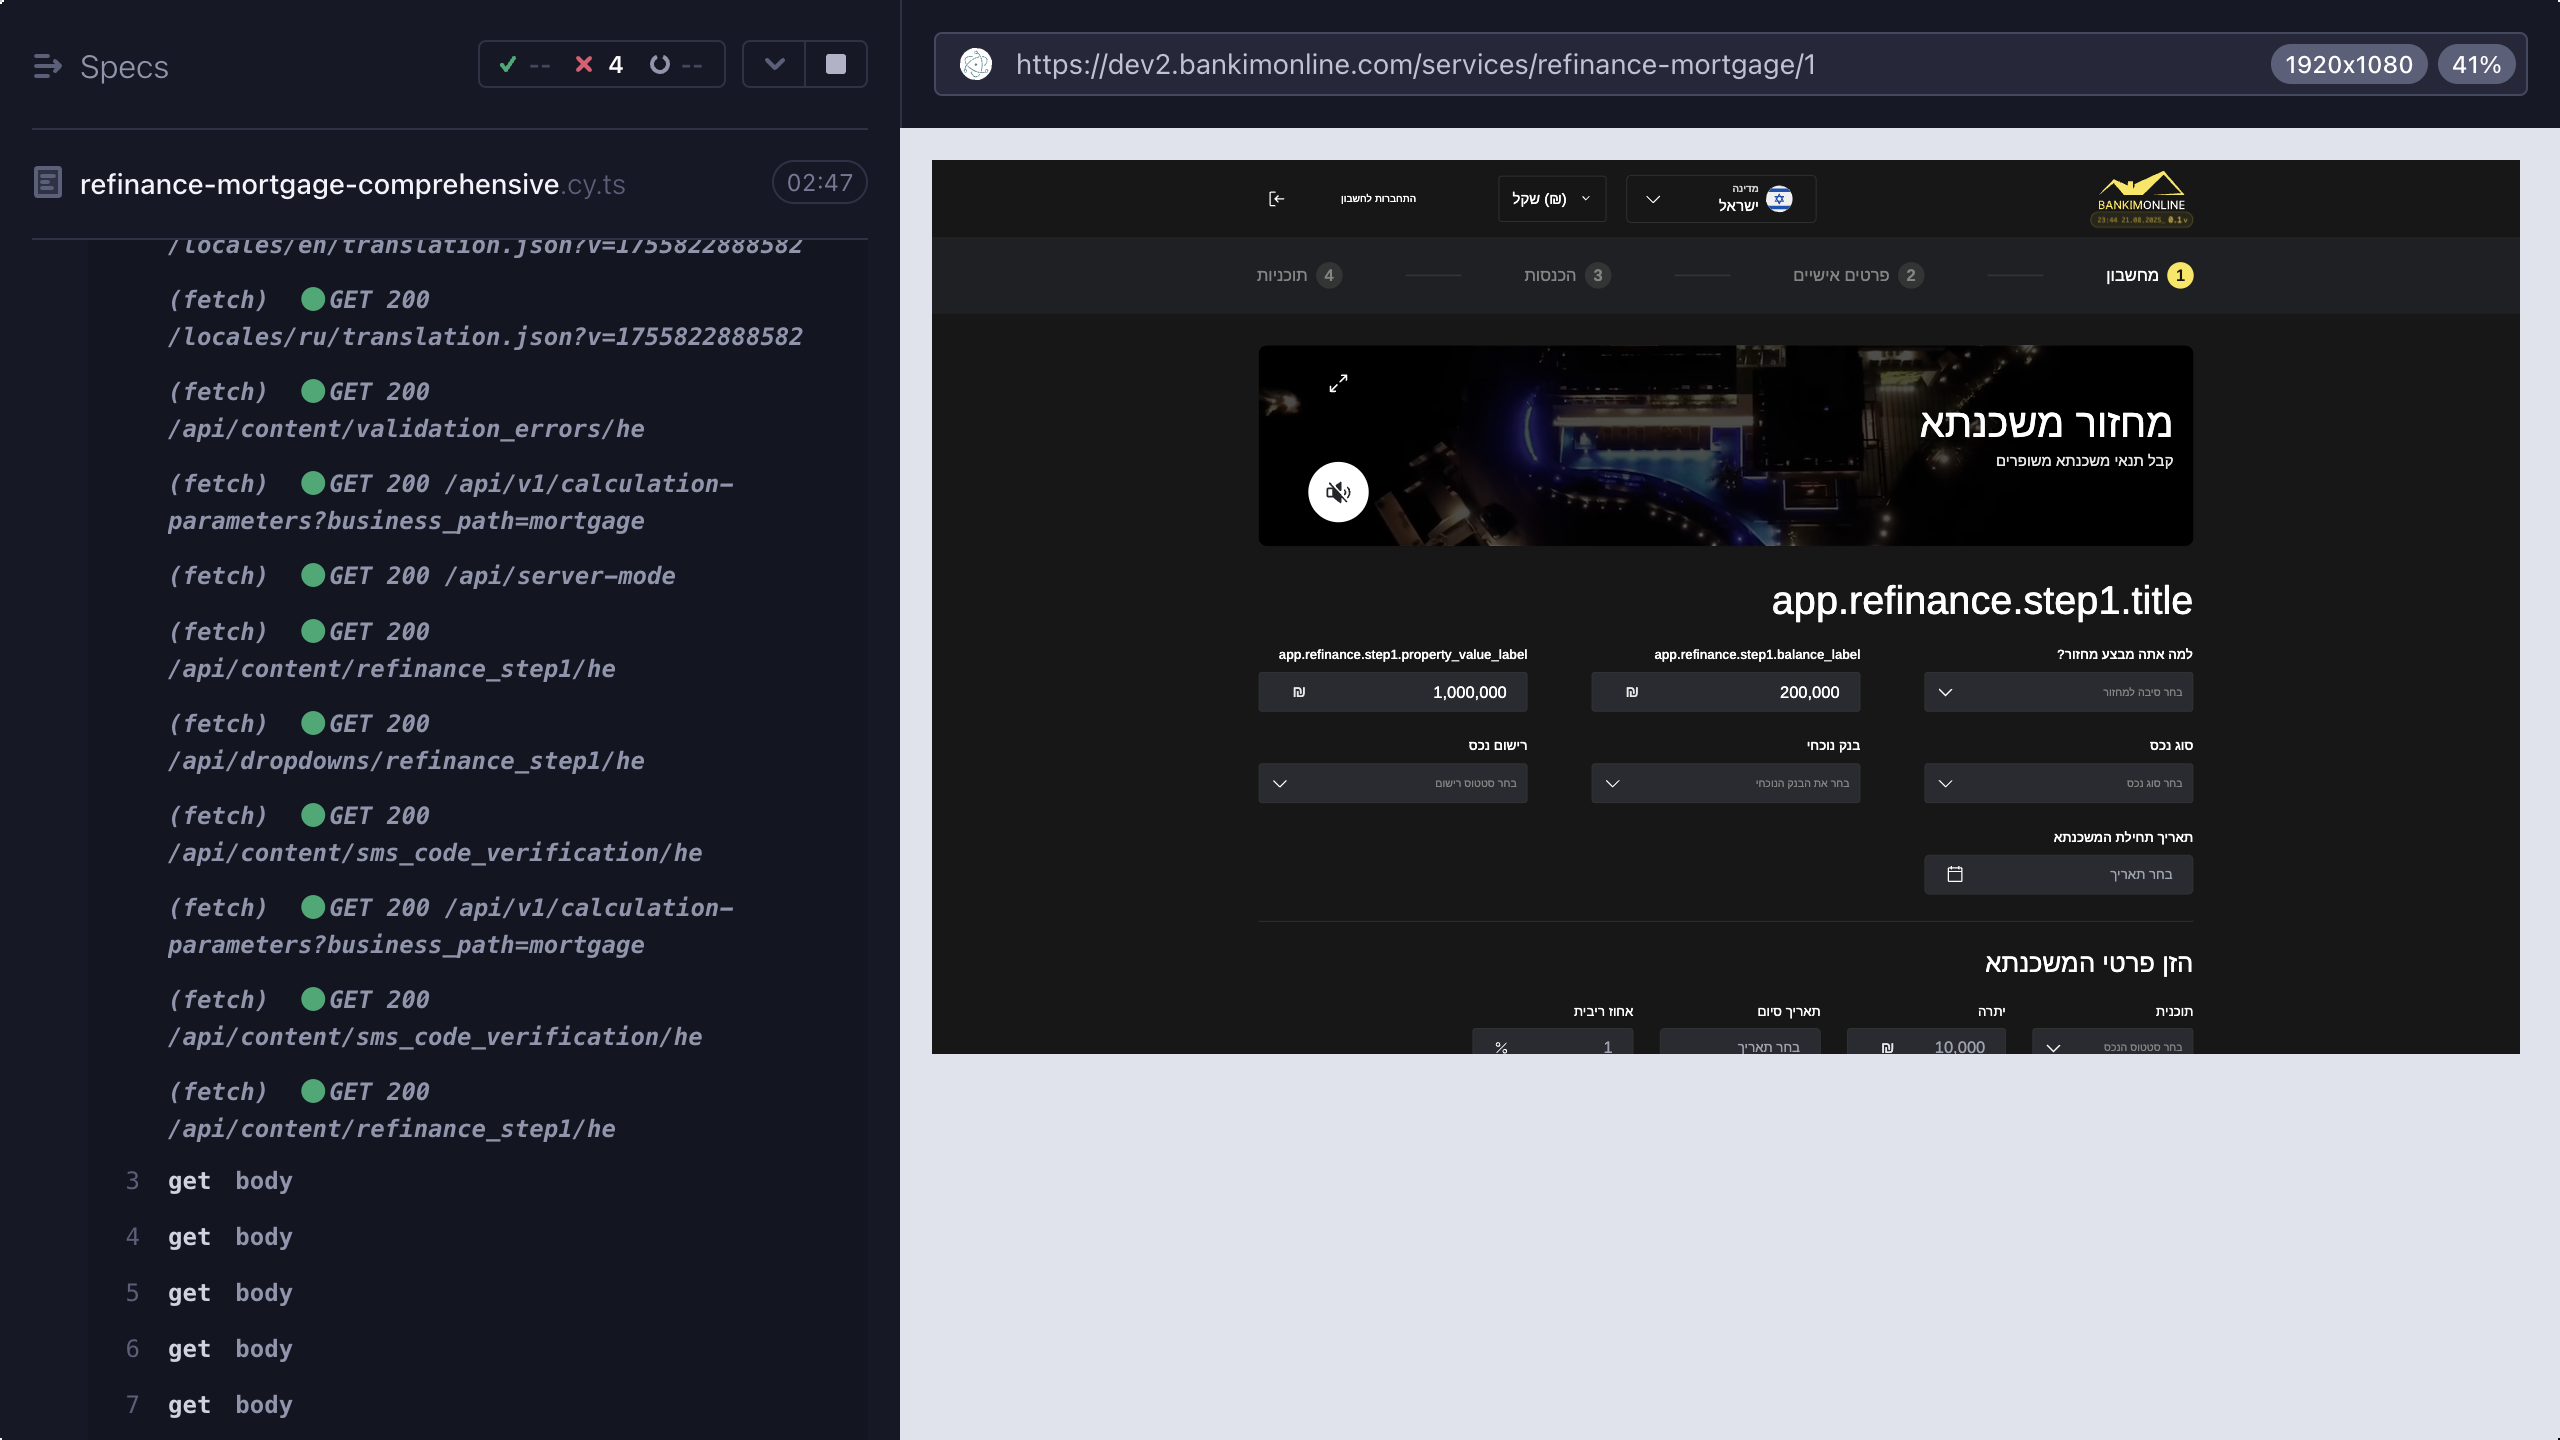 Specs
-- 4 --
refinance-mortgage-comprehensive.cy.ts
02:47
/locales/en/translation.json?v=1755822888582
(fetch) GET 200
/locales/ru/translation.json?v=1755822888582
(fetch) GET 200
/api/content/validation_errors/he
(fetch) GET 200 /api/v1/calculation-
parameters?business_path=mortgage
(fetch) GET 200 /api/server-mode
(fetch) GET 200
/api/content/refinance_step1/he
(fetch) GET 200
/api/dropdowns/refinance_step1/he
(fetch) GET 200
/api/content/sms_code_verification/he
(fetch) GET 200 /api/v1/calculation-
parameters?business_path=mortgage
(fetch) GET 200
/api/content/sms_code_verification/he
(fetch) GET 200
/api/content/refinance_step1/he
3 get body
4 get body
5 get body
6 get body
7 get body
https://dev2.bankimonline.com/services/refinance-mortgage/1
1920x1080
41%
BANKIMONLINE
23:44 21.08.2025, 0.1v
מדינה
ישראל
שקל (₪)
התחברות לחשבון
1 מחשבון
2 פרטים אישיים
3 הכנסות
4 תוכניות
מחזור משכנתא
קבל תנאי משכנתא משופרים
app.refinance.step1.title
למה אתה מבצע מחזור?
app.refinance.step1.balance_label
app.refinance.step1.property_value_label
בחר סיבה למחזור
200,000 ₪
1,000,000 ₪
סוג נכס
בנק נוכחי
רישום נכס
בחר סוג נכס
בחר את הבנק הנוכחי
בחר סטטוס רישום
תאריך תחילת המשכנתא
בחר תאריך
הזן פרטי המשכנתא
תוכנית
יתרה
תאריך סיום
אחוז ריבית
בחר סטטוס הנכס
10,000 ₪
בחר תאריך
1 %